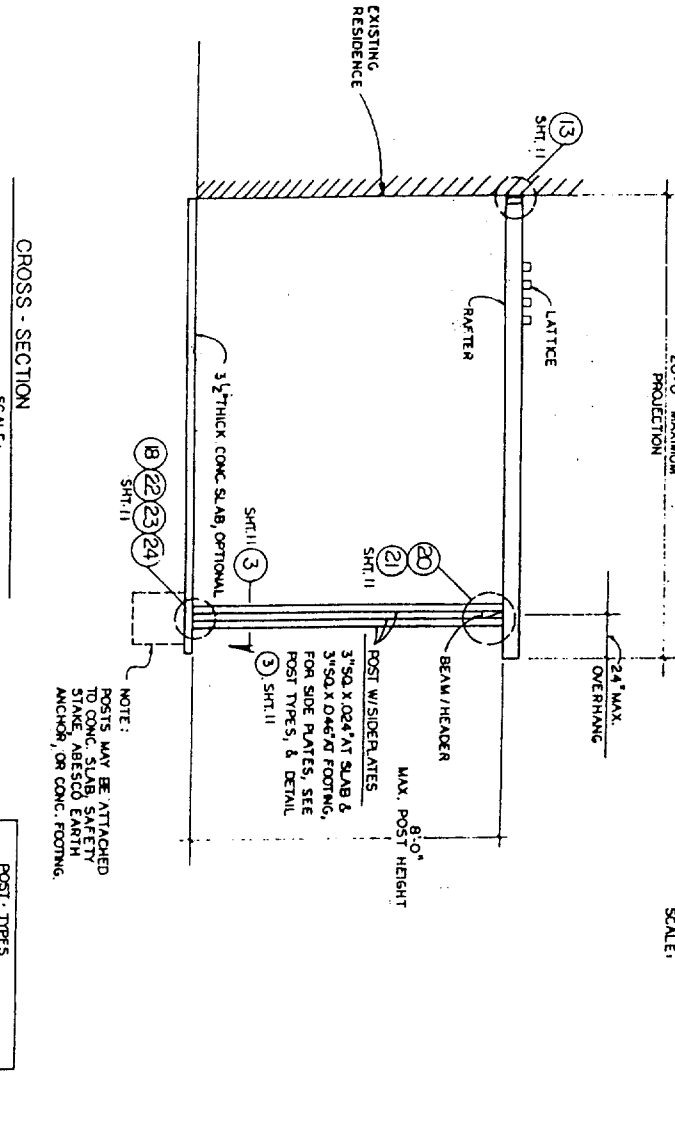 EXISTING
RESIDENCE
13
SHT. 11
LATTICE
RAFTER
MAXIMUM
PROJECTION
24" MAX.
OVERHANG
3 1/2" THICK CONC. SLAB, OPTIONAL
SHT. 11
3
20
21
SHT. 11
18 22 23 24
SHT. 11
BEAM / HEADER
POST W/SIDEPLATES
3"SQ. X .024" AT SLAB &
3"SQ. X .046" AT FOOTING,
FOR SIDE PLATES, SEE
POST TYPES, & DETAIL
3, SHT. 11
8'-0"
MAX. POST HEIGHT
NOTE:
POSTS MAY BE ATTACHED
TO CONC. SLAB, SAFETY
STAKE, ABESCO EARTH
ANCHOR, OR CONC. FOOTING.
CROSS - SECTION
SCALE:
SCALE:
POST - TYPES